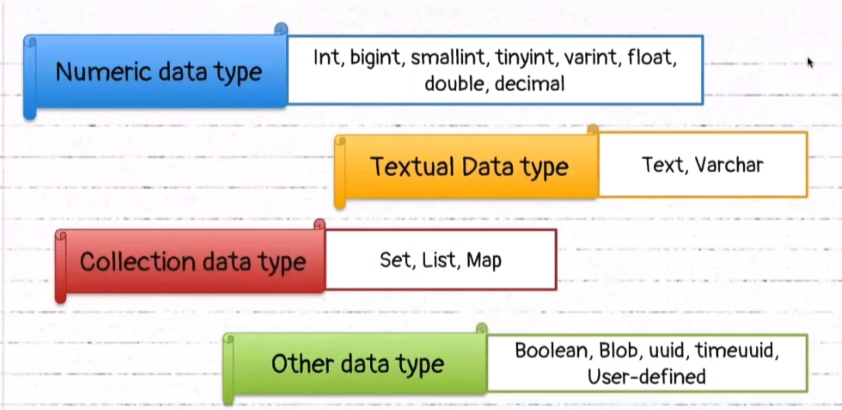 Numeric data type
Int, bigint, smallint, tinyint, varint, float,
double, decimal
Textual Data type
Text, Varchar
Collection data type
Set, List, Map
Other data type
Boolean, Blob, uuid, timeuuid,
User-defined